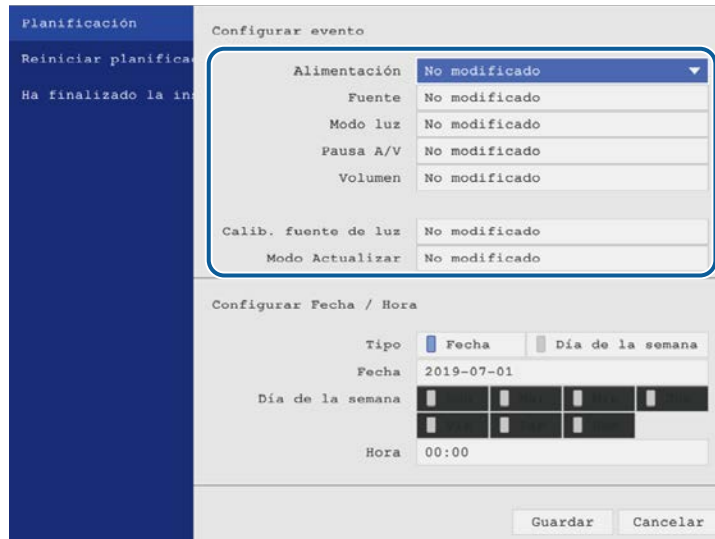 Planificación
Reiniciar planifica
Ha finalizado la in
Configurar evento
Alimentación No modificado
Fuente No modificado
Modo luz No modificado
Pausa A/V No modificado
Volumen No modificado
Calib. fuente de luz No modificado
Modo Actualizar No modificado
Configurar Fecha / Hora
Tipo Fecha Día de la semana
Fecha 2019-07-01
Día de la semana
Hora 00:00
Guardar Cancelar